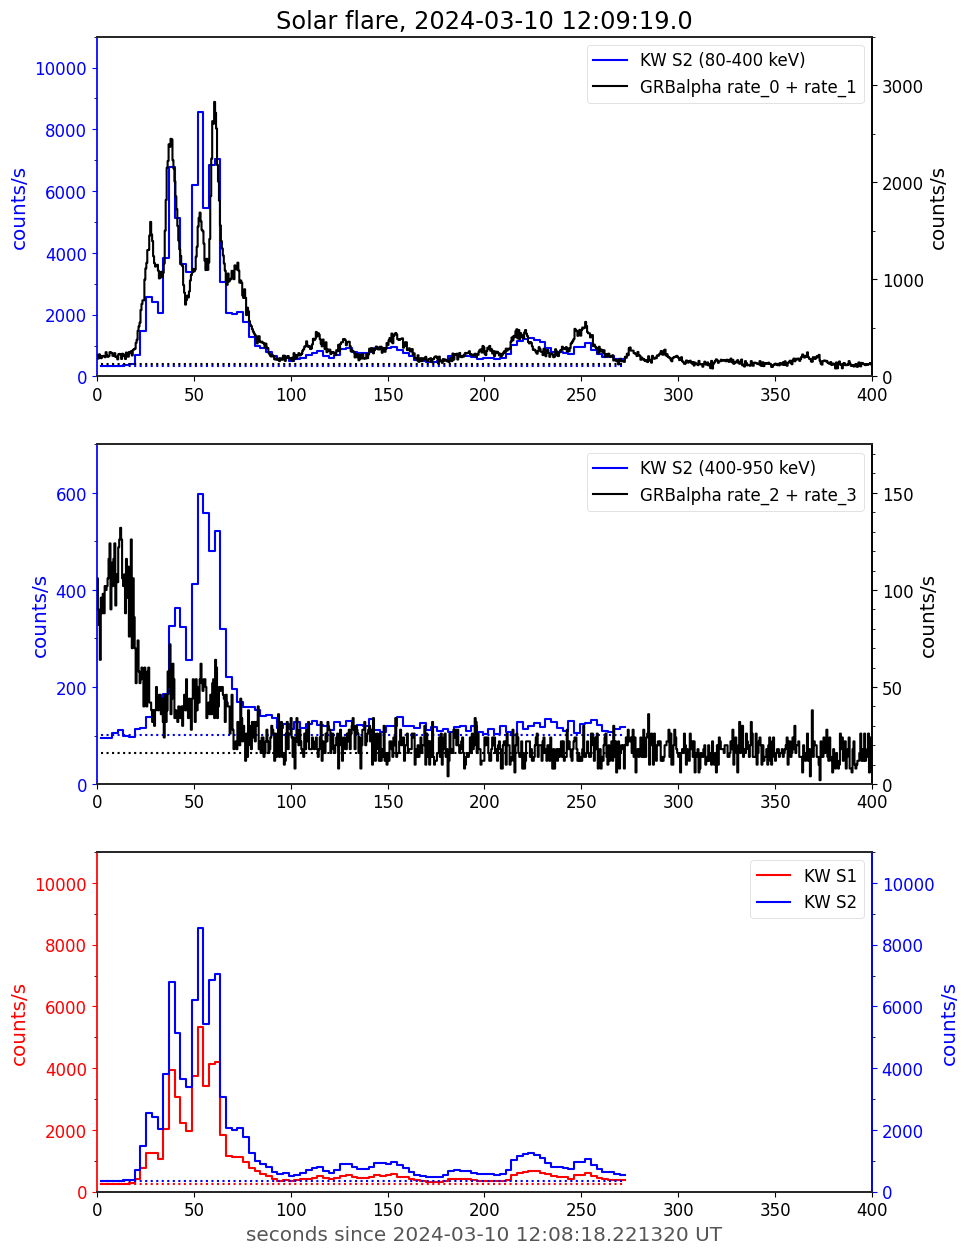 Solar flare, 2024-03-10 12:09:19.0
KW S2 (80-400 keV)
GRBalpha rate_0 + rate_1
counts/s
10000
8000
6000
4000
2000
0
3000
2000
1000
0
counts/s
0 50 100 150 200 250 300 350 400
KW S2 (400-950 keV)
GRBalpha rate_2 + rate_3
counts/s
600
400
200
0
150
100
50
0
counts/s
0 50 100 150 200 250 300 350 400
KW S1
KW S2
counts/s
10000
8000
6000
4000
2000
0
10000
8000
6000
4000
2000
0
counts/s
0 50 100 150 200 250 300 350 400
seconds since 2024-03-10 12:08:18.221320 UT